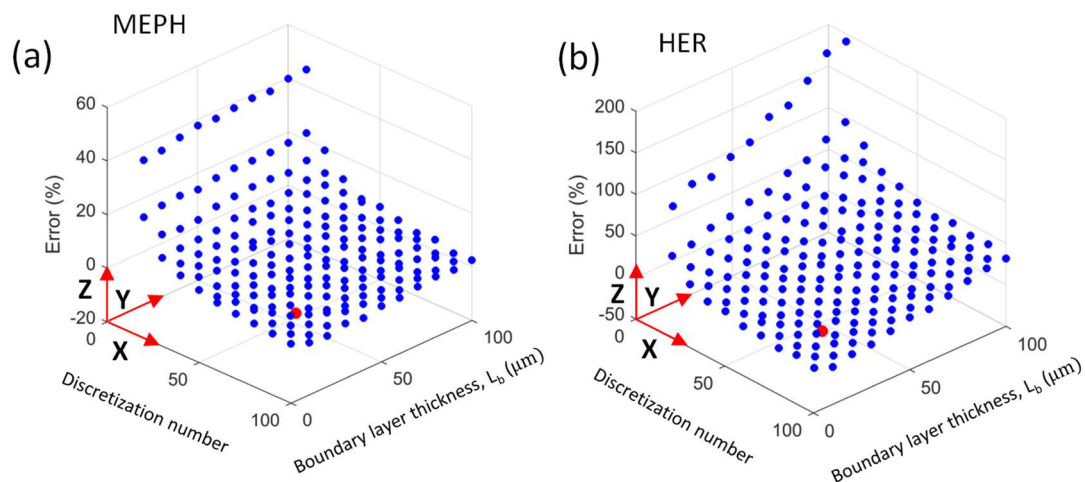 (a)
MEPH
60
40
20
0
-20
Error (%)
Z
Y
X
0
50
100
Discretization number
0
50
100
Boundary layer thickness, Lb (μm)
(b)
HER
200
150
100
50
0
-50
Error (%)
Z
Y
X
0
50
100
Discretization number
0
50
100
Boundary layer thickness, Lb (μm)